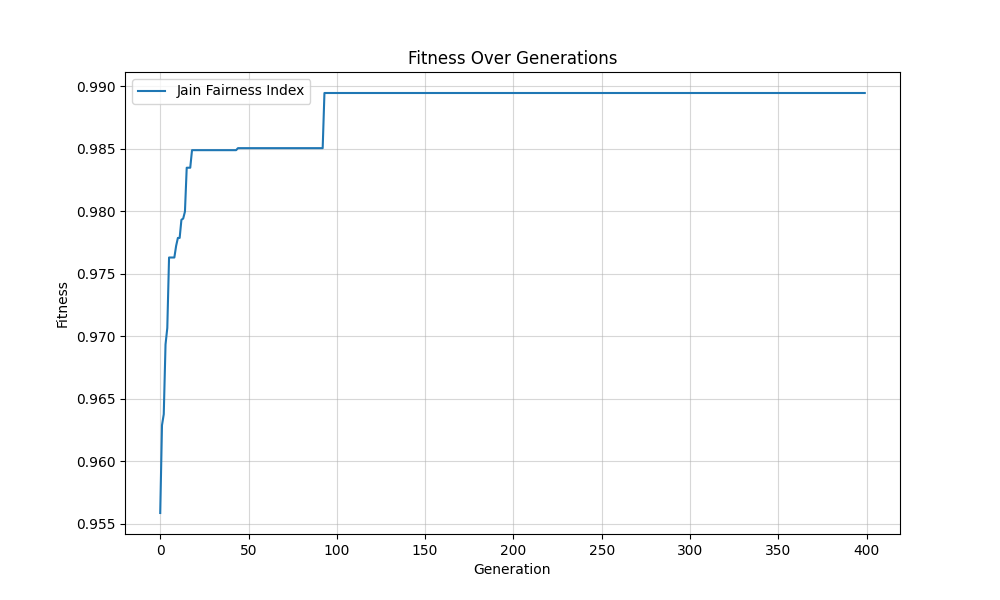 Fitness Over Generations
Jain Fairness Index
0.990
0.985
0.980
0.975
0.970
0.965
0.960
0.955
Fitness
0 50 100 150 200 250 300 350 400
Generation